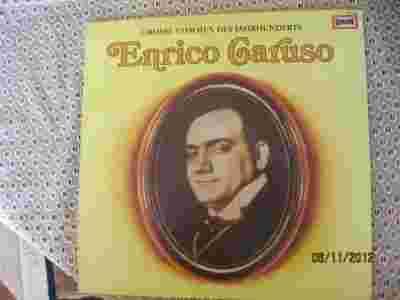 GROSSE STIMMEN DES JAHRHUNDERTS
Enrico Caruso
08/11/2012